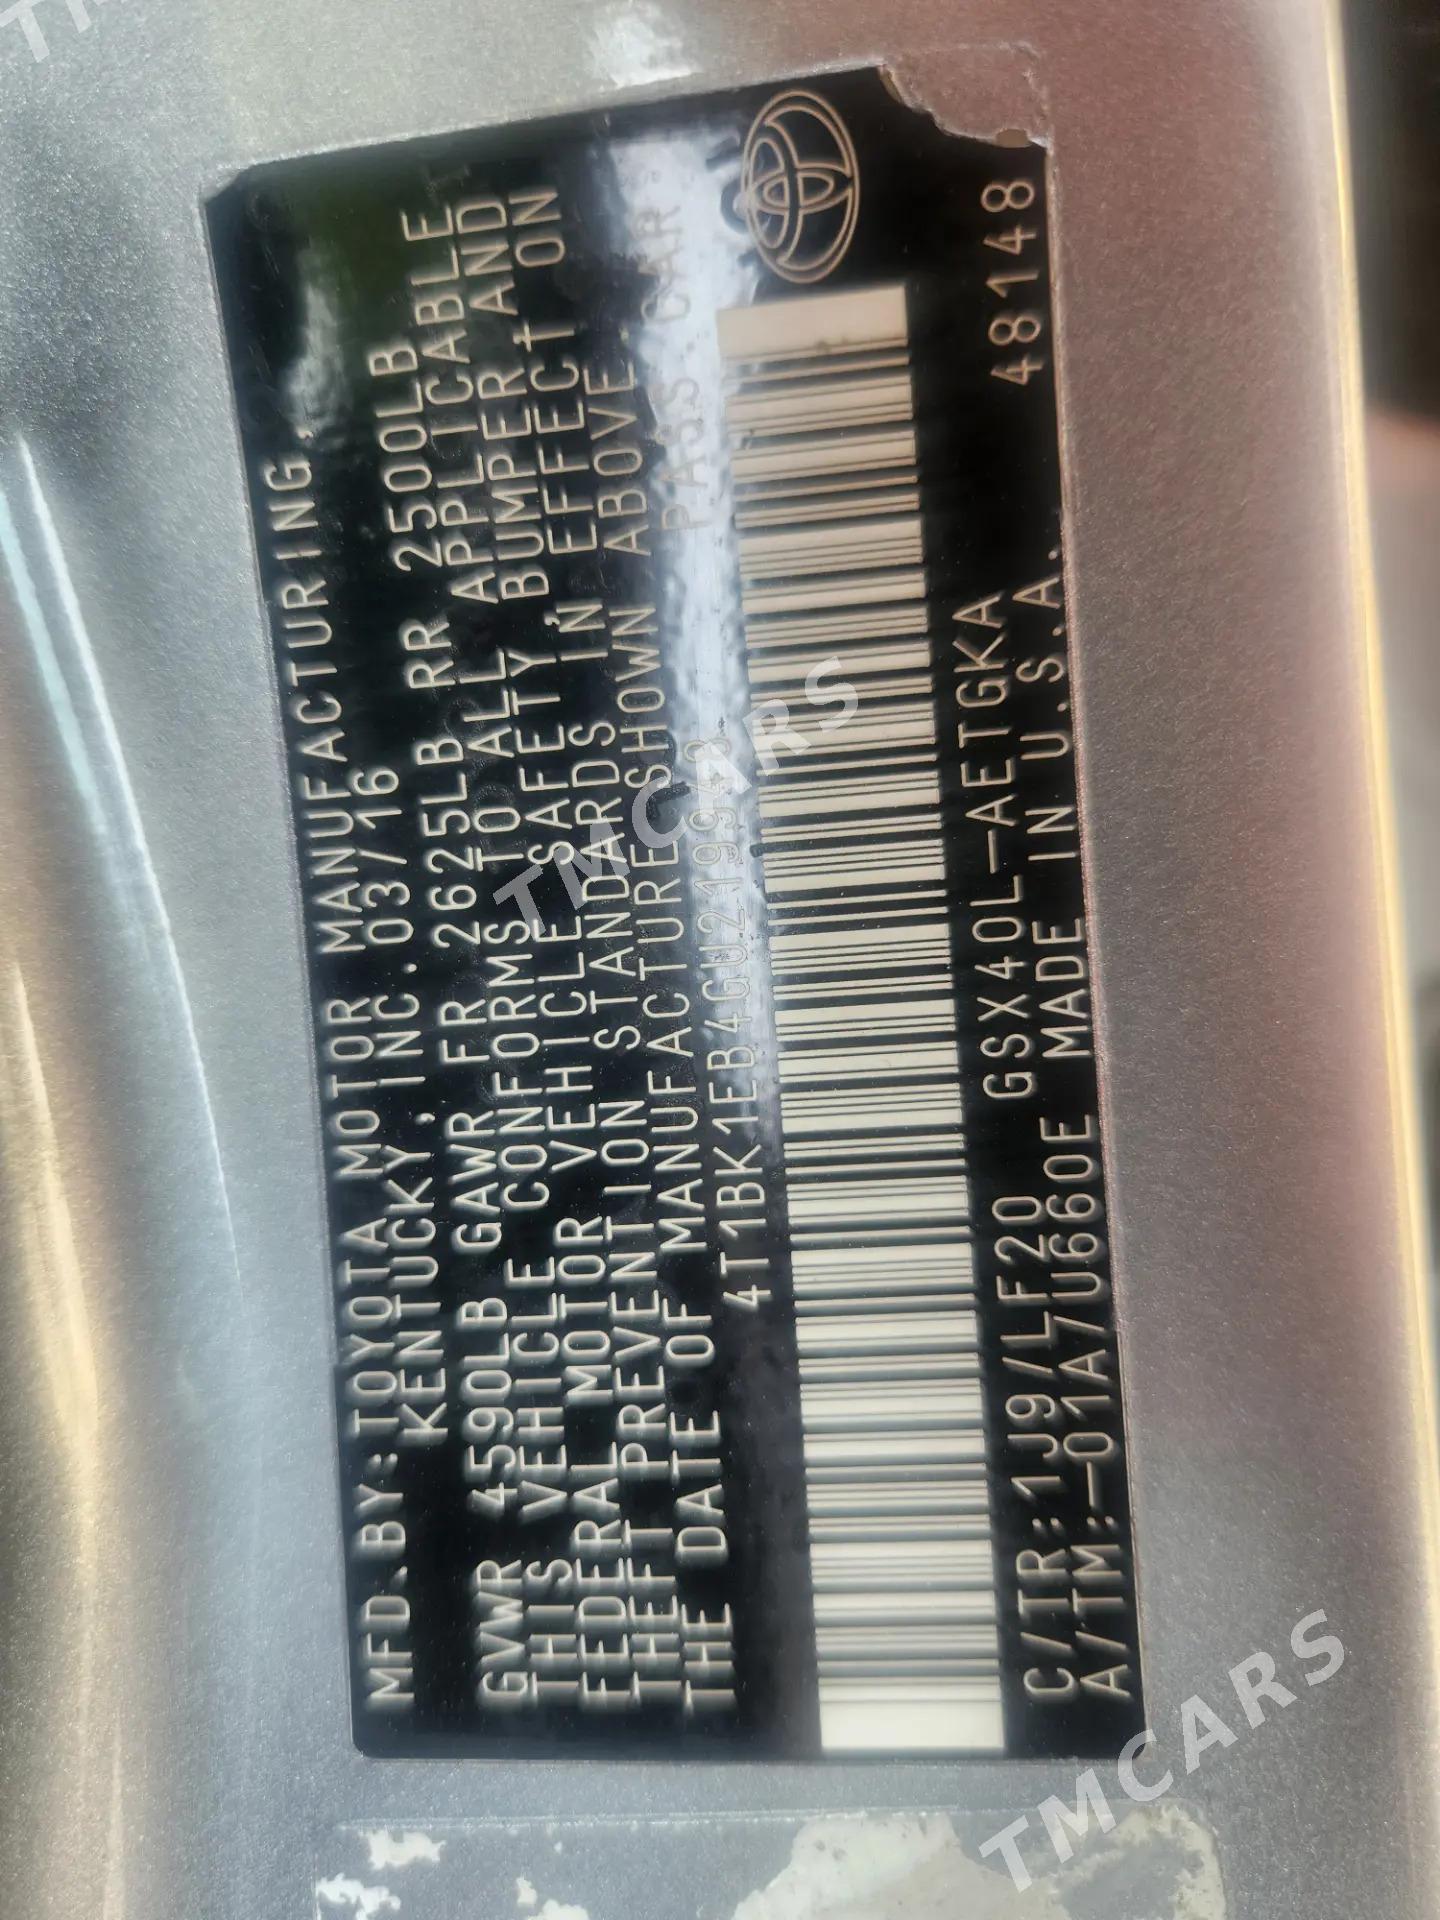 MFD.BY:TOYOTA MOTOR MANUFACTURING,
KENTUCKY,INC. 03/16
GVWR 4590LB GAWR FR 2625LB RR 2500LB
THIS VEHICLE CONFORMS TO ALL APPLICABLE
FEDERAL MOTOR VEHICLE SAFETY, BUMPER, AND
THEFT PREVENTION STANDARDS IN EFFECT ON
THE DATE OF MANUFACTURE SHOWN ABOVE.
4T1BK1EB4GU219943 PASS CAR
C/TR:1J9/LF20 GSX40L-AETGKA
A/TM:-01A/U660E MADE IN U.S.A.
48148
TMCARS
TMCARS